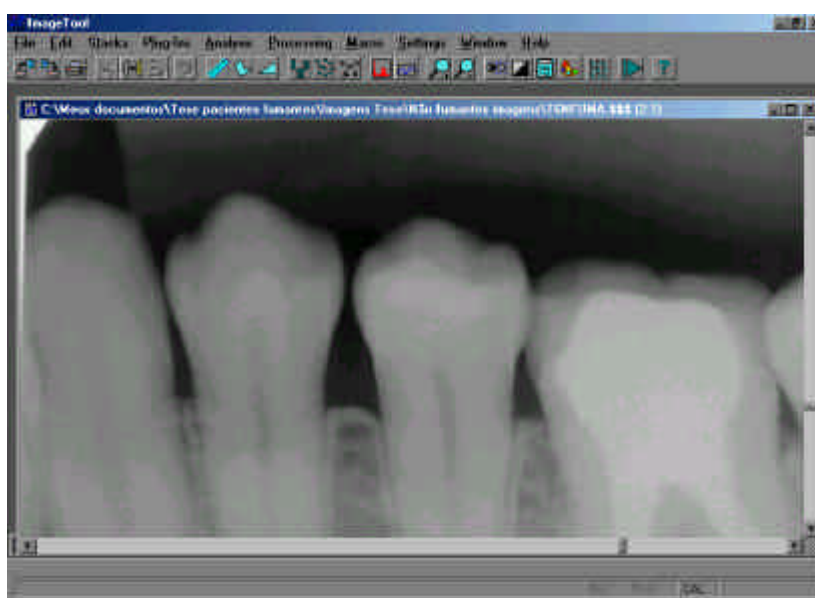 ImageTool
File Edit Stacks Plug-Ins Analysis Processing Macro Settings Window Help
C:\Meus documentos\Tese pacientes fumantes\Imagens Tese\Não fumantes imagens\